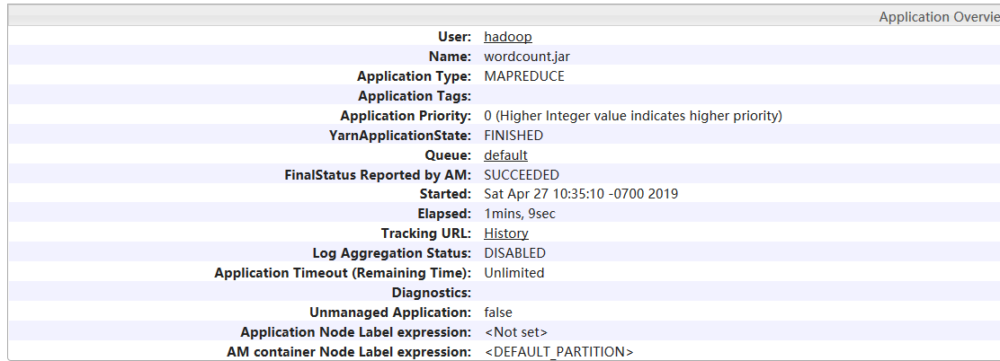 Application Overvie
User: hadoop
Name: wordcount.jar
Application Type: MAPREDUCE
Application Tags:
Application Priority: 0 (Higher Integer value indicates higher priority)
YarnApplicationState: FINISHED
Queue: default
FinalStatus Reported by AM: SUCCEEDED
Started: Sat Apr 27 10:35:10 -0700 2019
Elapsed: 1mins, 9sec
Tracking URL: History
Log Aggregation Status: DISABLED
Application Timeout (Remaining Time): Unlimited
Diagnostics:
Unmanaged Application: false
Application Node Label expression: <Not set>
AM container Node Label expression: <DEFAULT_PARTITION>